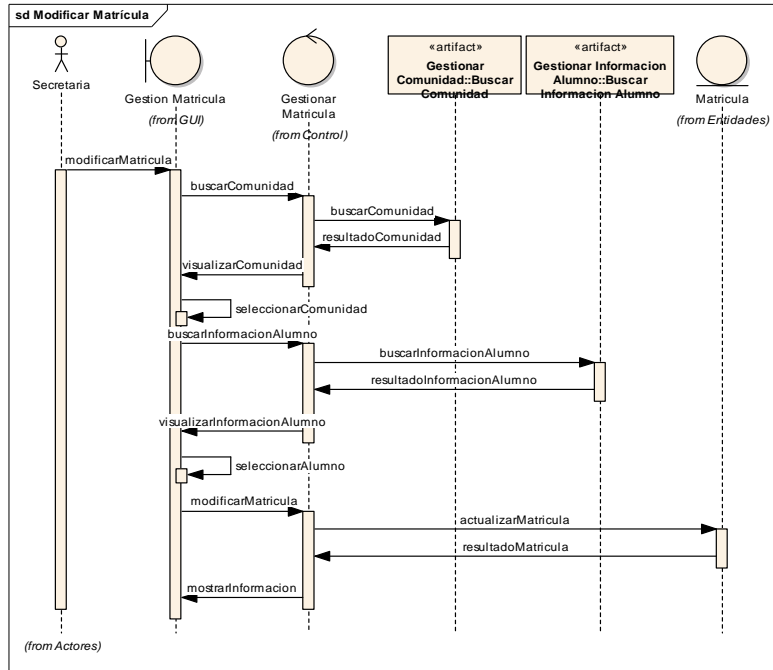 sd Modificar Matrícula
Secretaria
(from Actores)
Gestion Matricula
(from GUI)
Gestionar
Matricula
(from Control)
«artifact»
Gestionar
Comunidad::Buscar
Comunidad
«artifact»
Gestionar Informacion
Alumno::Buscar
Informacion Alumno
Matricula
(from Entidades)
modificarMatricula
buscarComunidad
buscarComunidad
resultadoComunidad
visualizarComunidad
seleccionarComunidad
buscarInformacionAlumno
buscarInformacionAlumno
resultadoInformacionAlumno
visualizarInformacionAlumno
seleccionarAlumno
modificarMatricula
actualizarMatricula
resultadoMatricula
mostrarInformacion